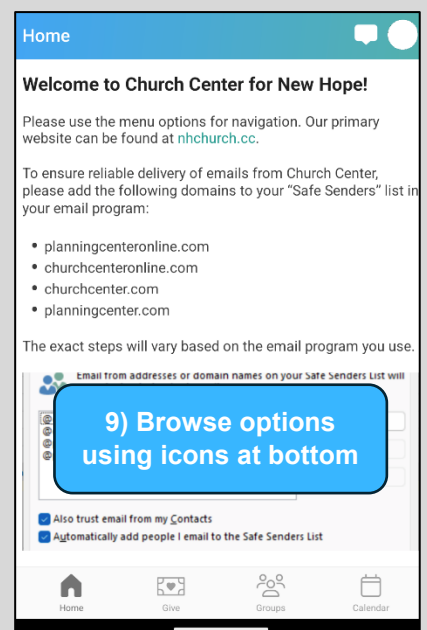 Home
Welcome to Church Center for New Hope!
Please use the menu options for navigation. Our primary
website can be found at nhchurch.cc.
To ensure reliable delivery of emails from Church Center,
please add the following domains to your “Safe Senders” list in
your email program:
• planningcenteronline.com
• churchcenteronline.com
• churchcenter.com
• planningcenter.com
The exact steps will vary based on the email program you use.
Email from addresses or domain names on your Safe Senders List will
@
@
@
@
9) Browse options
using icons at bottom
Also trust email from my Contacts
Automatically add people I email to the Safe Senders List
Home
Give
Groups
Calendar